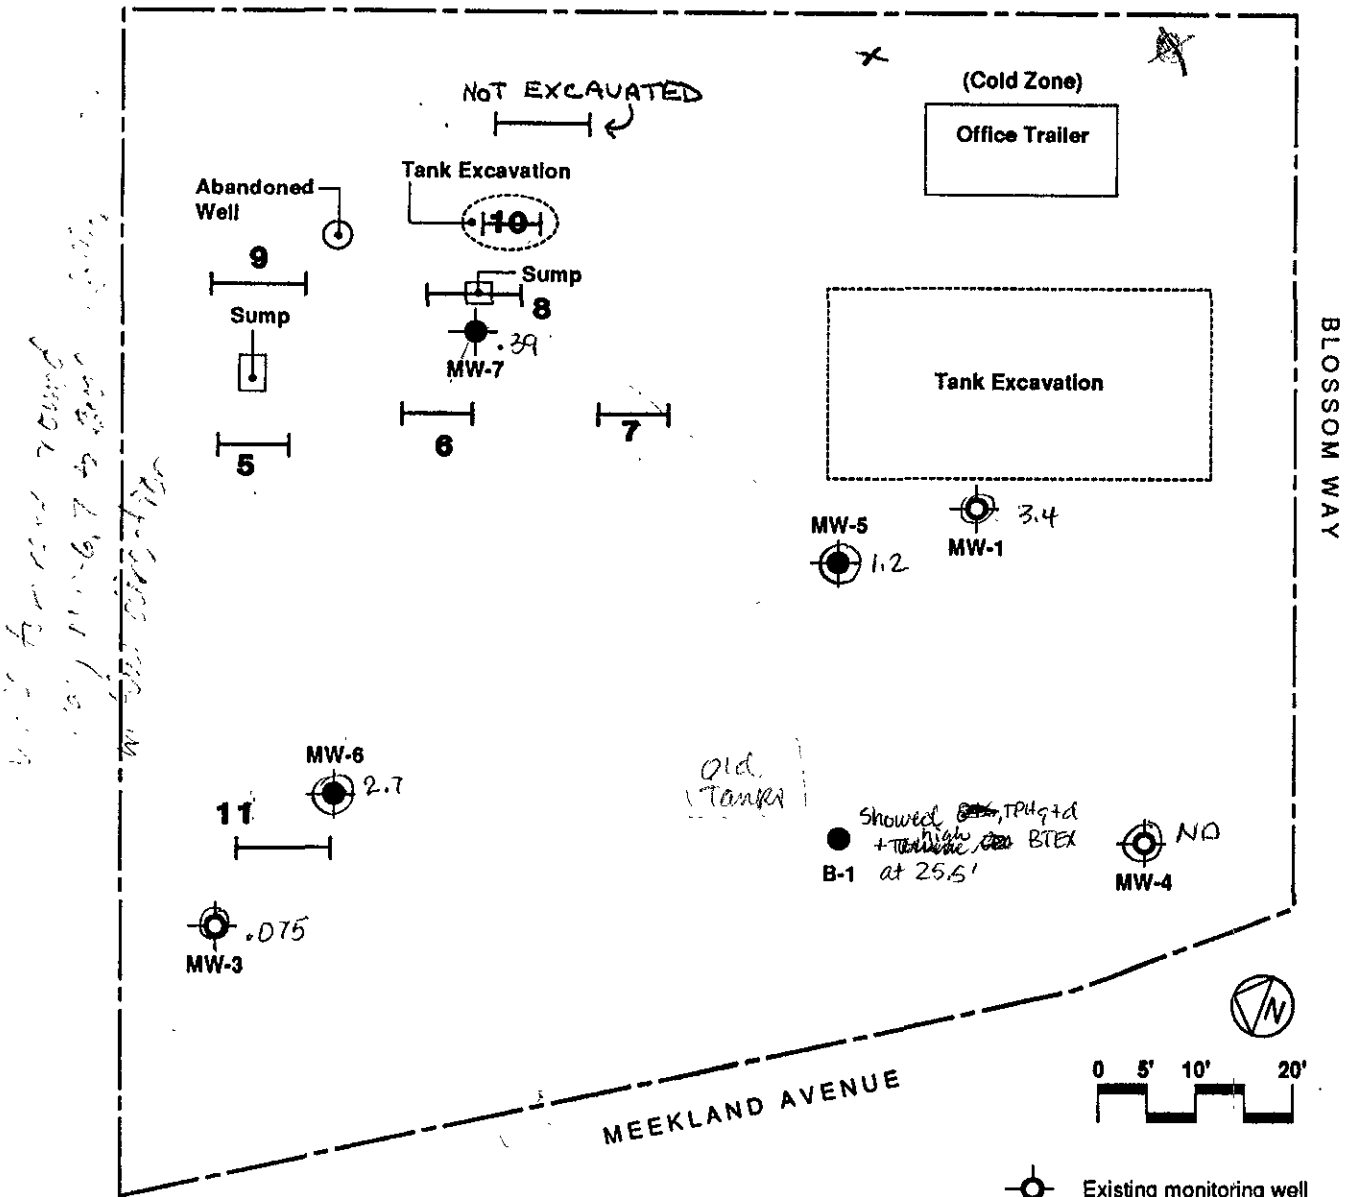 NOT EXCAVATED
(Cold Zone)
Office Trailer
Tank Excavation
Abandoned
Well
10
9
Sump
8
Sump
.39
MW-7
Tank Excavation
BLOSSOM WAY
6
7
5
MW-5
1.2
3.4
MW-1
MW-6
2.7
11
Old
Tanks
Showed TPHg+d
+ high BTEX
at 25.5'
B-1
ND
MW-4
.075
MW-3
N
MEEKLAND AVENUE
0 5' 10' 20'
Existing monitoring well